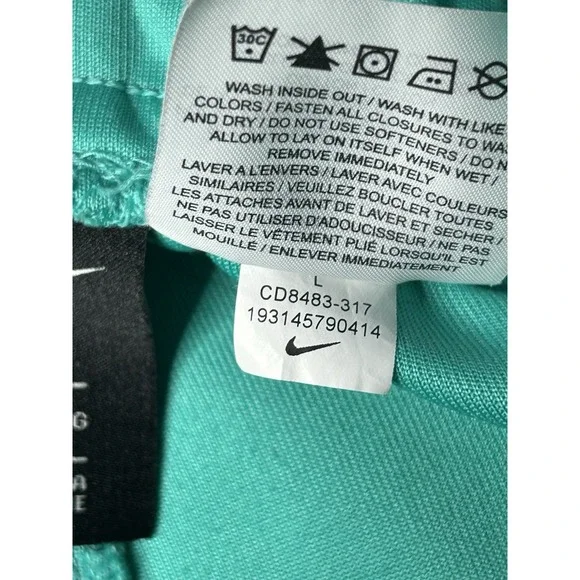 30C
WASH INSIDE OUT / WASH WITH LIKE
COLORS / FASTEN ALL CLOSURES TO WA
AND DRY / DO NOT USE SOFTENERS / DO N
ALLOW TO LAY ON ITSELF WHEN WET /
REMOVE IMMEDIATELY
LAVER A L'ENVERS / LAVER AVEC COULEURS
SIMILAIRES / VEUILLEZ BOUCLER TOUTES
LES ATTACHES AVANT DE LAVER ET SECHER /
NE PAS UTILISER D'ADOUCISSEUR / NE PAS
LAISSER LE VÊTEMENT PLIÉ LORSQU'IL EST
MOUILLÉ / ENLEVER IMMÉDIATEMENT
L
CD8483-317
193145790414
G
A
E